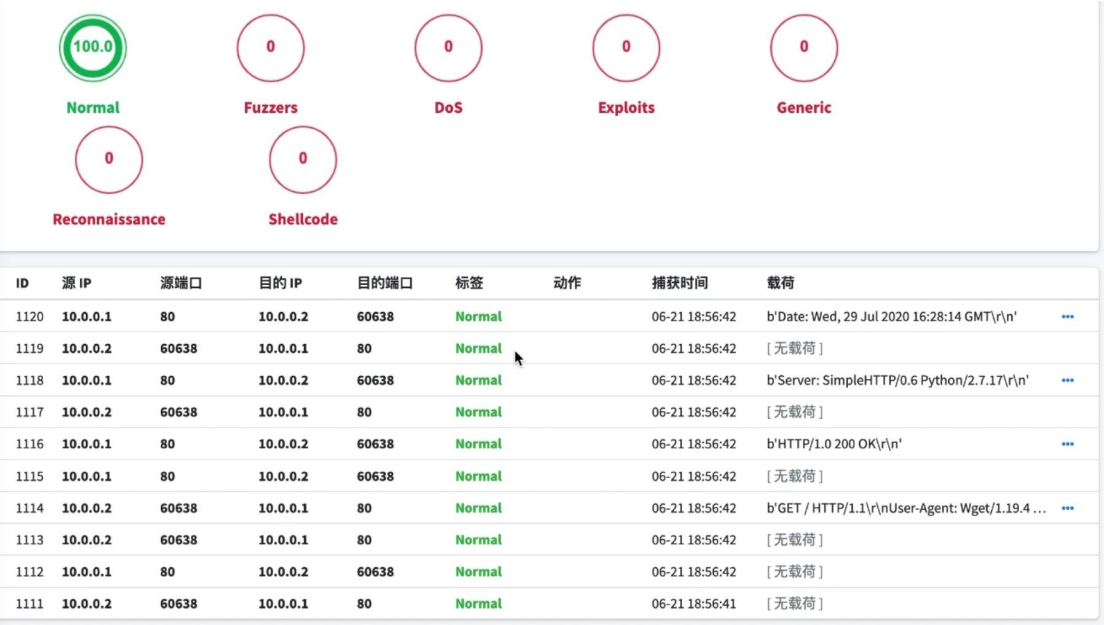 100.0 0 0 0 0
Normal Fuzzers DoS Exploits Generic
0 0
Reconnaissance Shellcode
ID 源 IP 源端口 目的 IP 目的端口 标签 动作 捕获时间 载荷
1120 10.0.0.1 80 10.0.0.2 60638 Normal 06-21 18:56:42 b'Date: Wed, 29 Jul 2020 16:28:14 GMT\r\n' •••
1119 10.0.0.2 60638 10.0.0.1 80 Normal 06-21 18:56:42 [ 无载荷 ]
1118 10.0.0.1 80 10.0.0.2 60638 Normal 06-21 18:56:42 b'Server: SimpleHTTP/0.6 Python/2.7.17\r\n' •••
1117 10.0.0.2 60638 10.0.0.1 80 Normal 06-21 18:56:42 [ 无载荷 ]
1116 10.0.0.1 80 10.0.0.2 60638 Normal 06-21 18:56:42 b'HTTP/1.0 200 OK\r\n' •••
1115 10.0.0.1 80 10.0.0.2 60638 Normal 06-21 18:56:42 [ 无载荷 ]
1114 10.0.0.2 60638 10.0.0.1 80 Normal 06-21 18:56:42 b'GET / HTTP/1.1\r\nUser-Agent: Wget/1.19.4 ... •••
1113 10.0.0.2 60638 10.0.0.1 80 Normal 06-21 18:56:42 [ 无载荷 ]
1112 10.0.0.1 80 10.0.0.2 60638 Normal 06-21 18:56:42 [ 无载荷 ]
1111 10.0.0.2 60638 10.0.0.1 80 Normal 06-21 18:56:41 [ 无载荷 ]